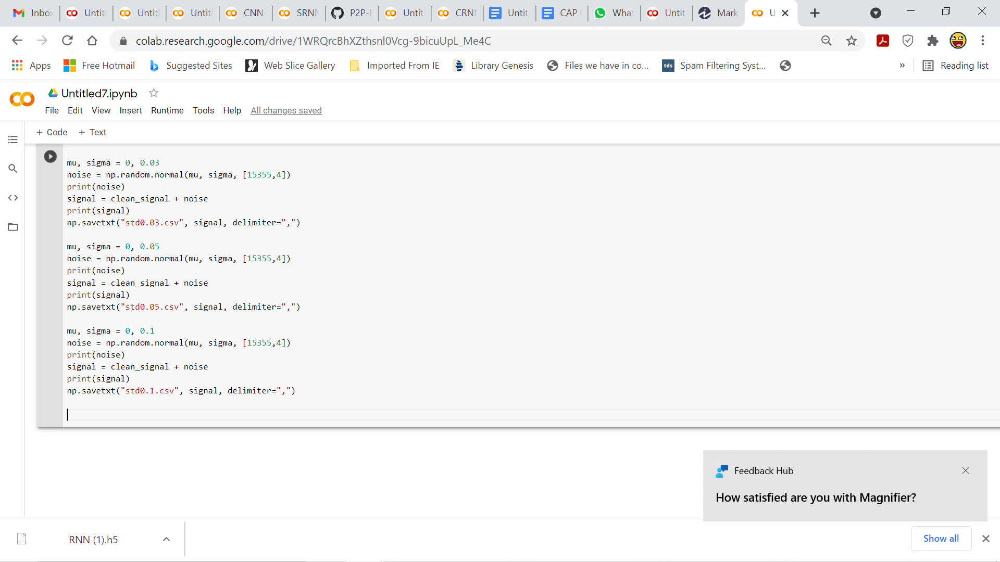 Inbo
Untitl
Untitl
Untitl
CNN
SRNN
P2P-
Untit
CRNN
Untit
CAP
What
Untit
Mark
U
colab.research.google.com/drive/1WRQrcBhXZthsnl0Vcg-9bicuUpL_Me4C
Apps Free Hotmail Suggested Sites Web Slice Gallery Imported From IE Library Genesis Files we have in co... tds Spam Filtering Syst... » Reading list
Untitled7.ipynb
File Edit View Insert Runtime Tools Help All changes saved
+ Code + Text
mu, sigma = 0, 0.03
noise = np.random.normal(mu, sigma, [15355,4])
print(noise)
signal = clean_signal + noise
print(signal)
np.savetxt("std0.03.csv", signal, delimiter=",")
mu, sigma = 0, 0.05
noise = np.random.normal(mu, sigma, [15355,4])
print(noise)
signal = clean_signal + noise
print(signal)
np.savetxt("std0.05.csv", signal, delimiter=",")
mu, sigma = 0, 0.1
noise = np.random.normal(mu, sigma, [15355,4])
print(noise)
signal = clean_signal + noise
print(signal)
np.savetxt("std0.1.csv", signal, delimiter=",")
Feedback Hub
How satisfied are you with Magnifier?
RNN (1).h5
Show all